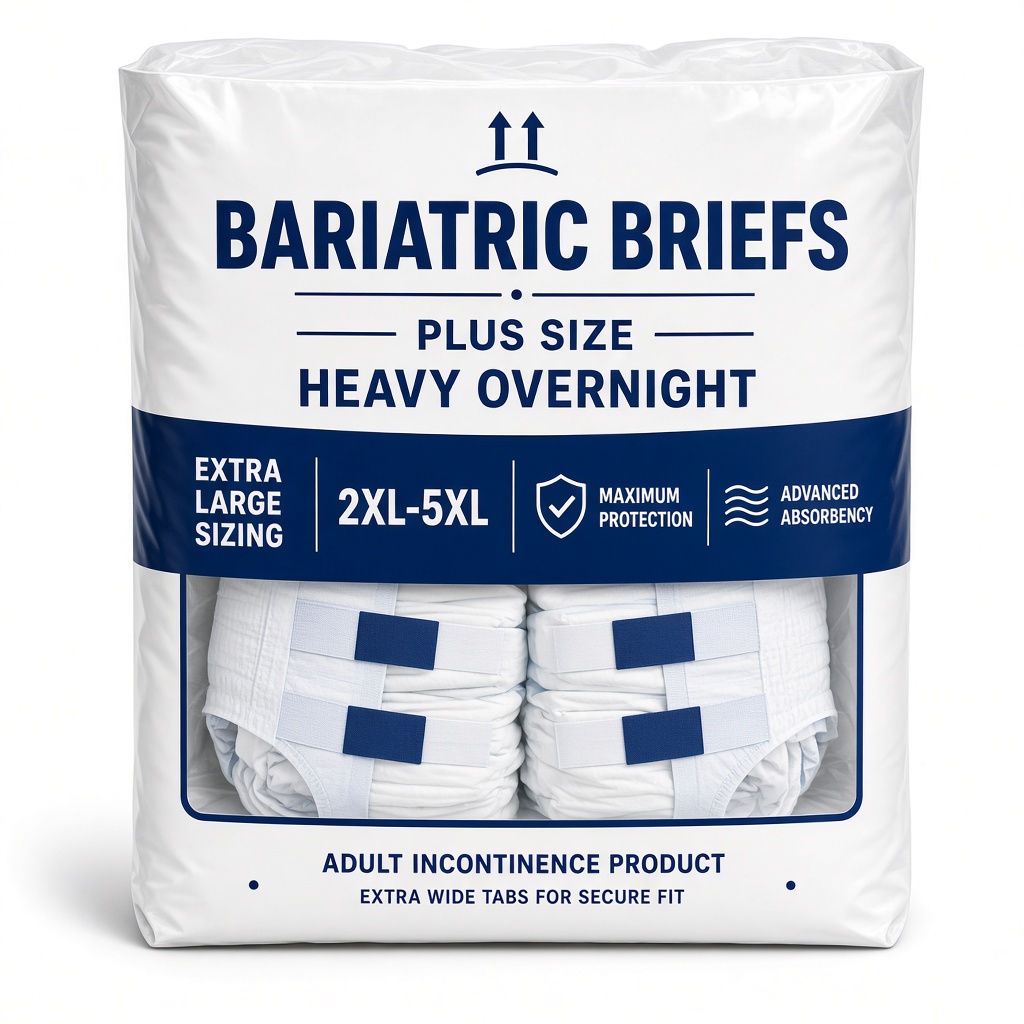 BARIATRIC BRIEFS
PLUS SIZE
HEAVY OVERNIGHT
EXTRA
LARGE
SIZING
2XL-5XL
MAXIMUM
PROTECTION
ADVANCED
ABSORBENCY
ADULT INCONTINENCE PRODUCT
EXTRA WIDE TABS FOR SECURE FIT